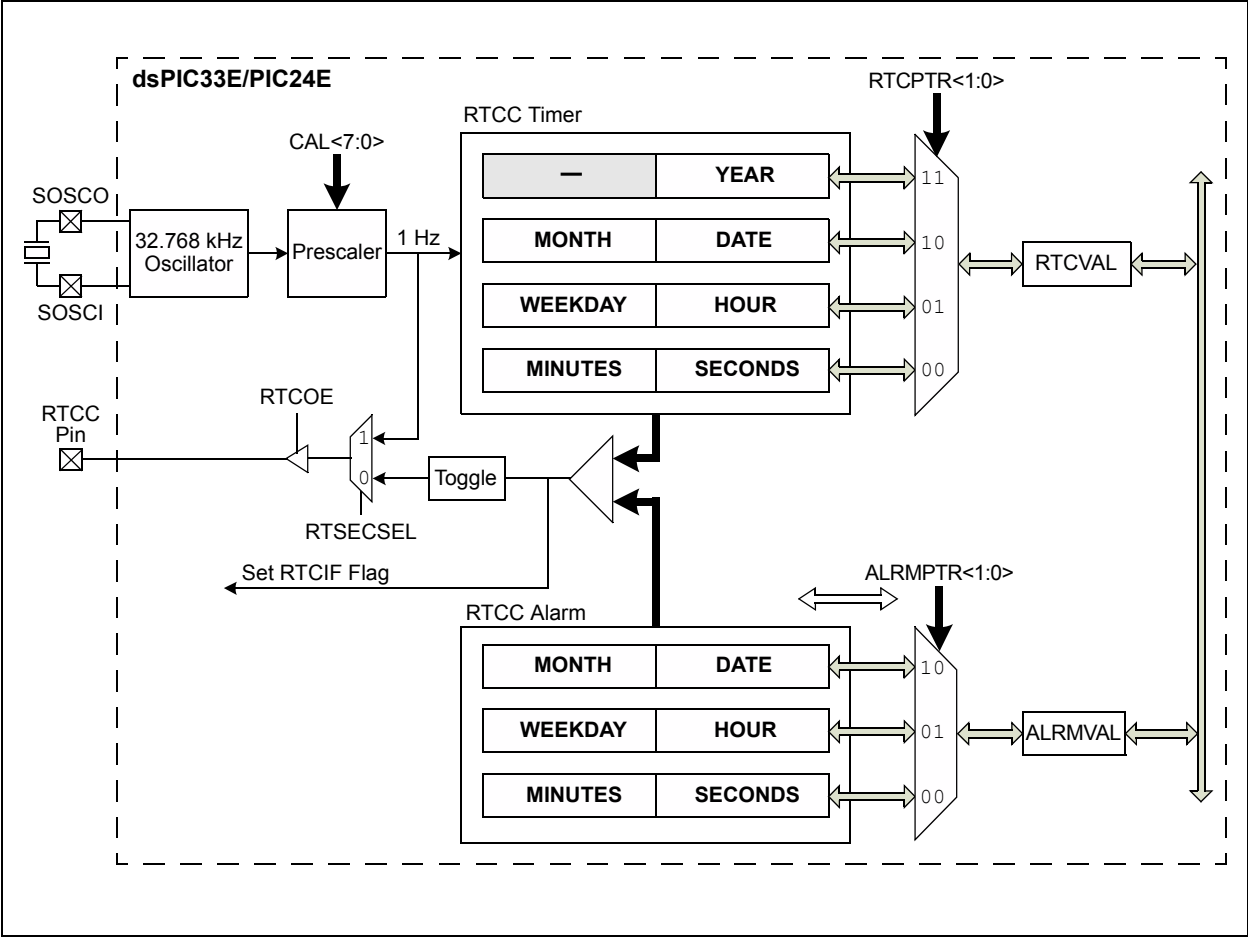 dsPIC33E/PIC24E
RTCPTR<1:0>
RTCC Timer
CAL<7:0>
—
YEAR
11
SOSCO
32.768 kHz
Oscillator
Prescaler
1 Hz
MONTH
DATE
10
RTCVAL
SOSCI
WEEKDAY
HOUR
01
MINUTES
SECONDS
00
RTCOE
RTCC
Pin
1
0
Toggle
RTSECSEL
Set RTCIF Flag
ALRMPTR<1:0>
RTCC Alarm
MONTH
DATE
10
WEEKDAY
HOUR
01
ALRMVAL
MINUTES
SECONDS
00